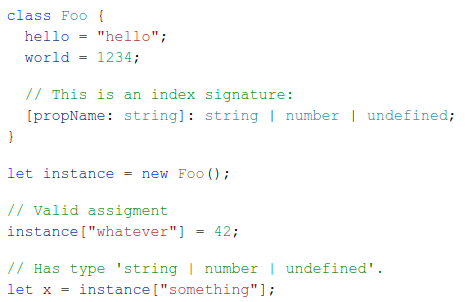 class Foo {
  hello = "hello";
  world = 1234;

  // This is an index signature:
  [propName: string]: string | number | undefined;
}

let instance = new Foo();

// Valid assigment
instance["whatever"] = 42;

// Has type 'string | number | undefined'.
let x = instance["something"];